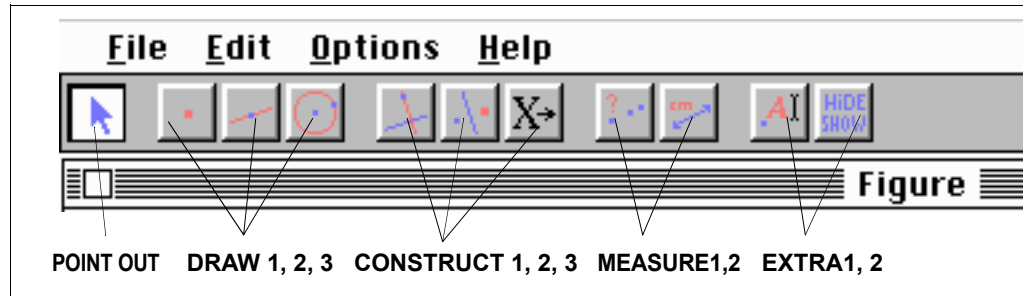 File Edit Options Help
X ? cm A HiDE
SHOW
Figure
POINT OUT DRAW 1, 2, 3 CONSTRUCT 1, 2, 3 MEASURE1,2 EXTRA1, 2